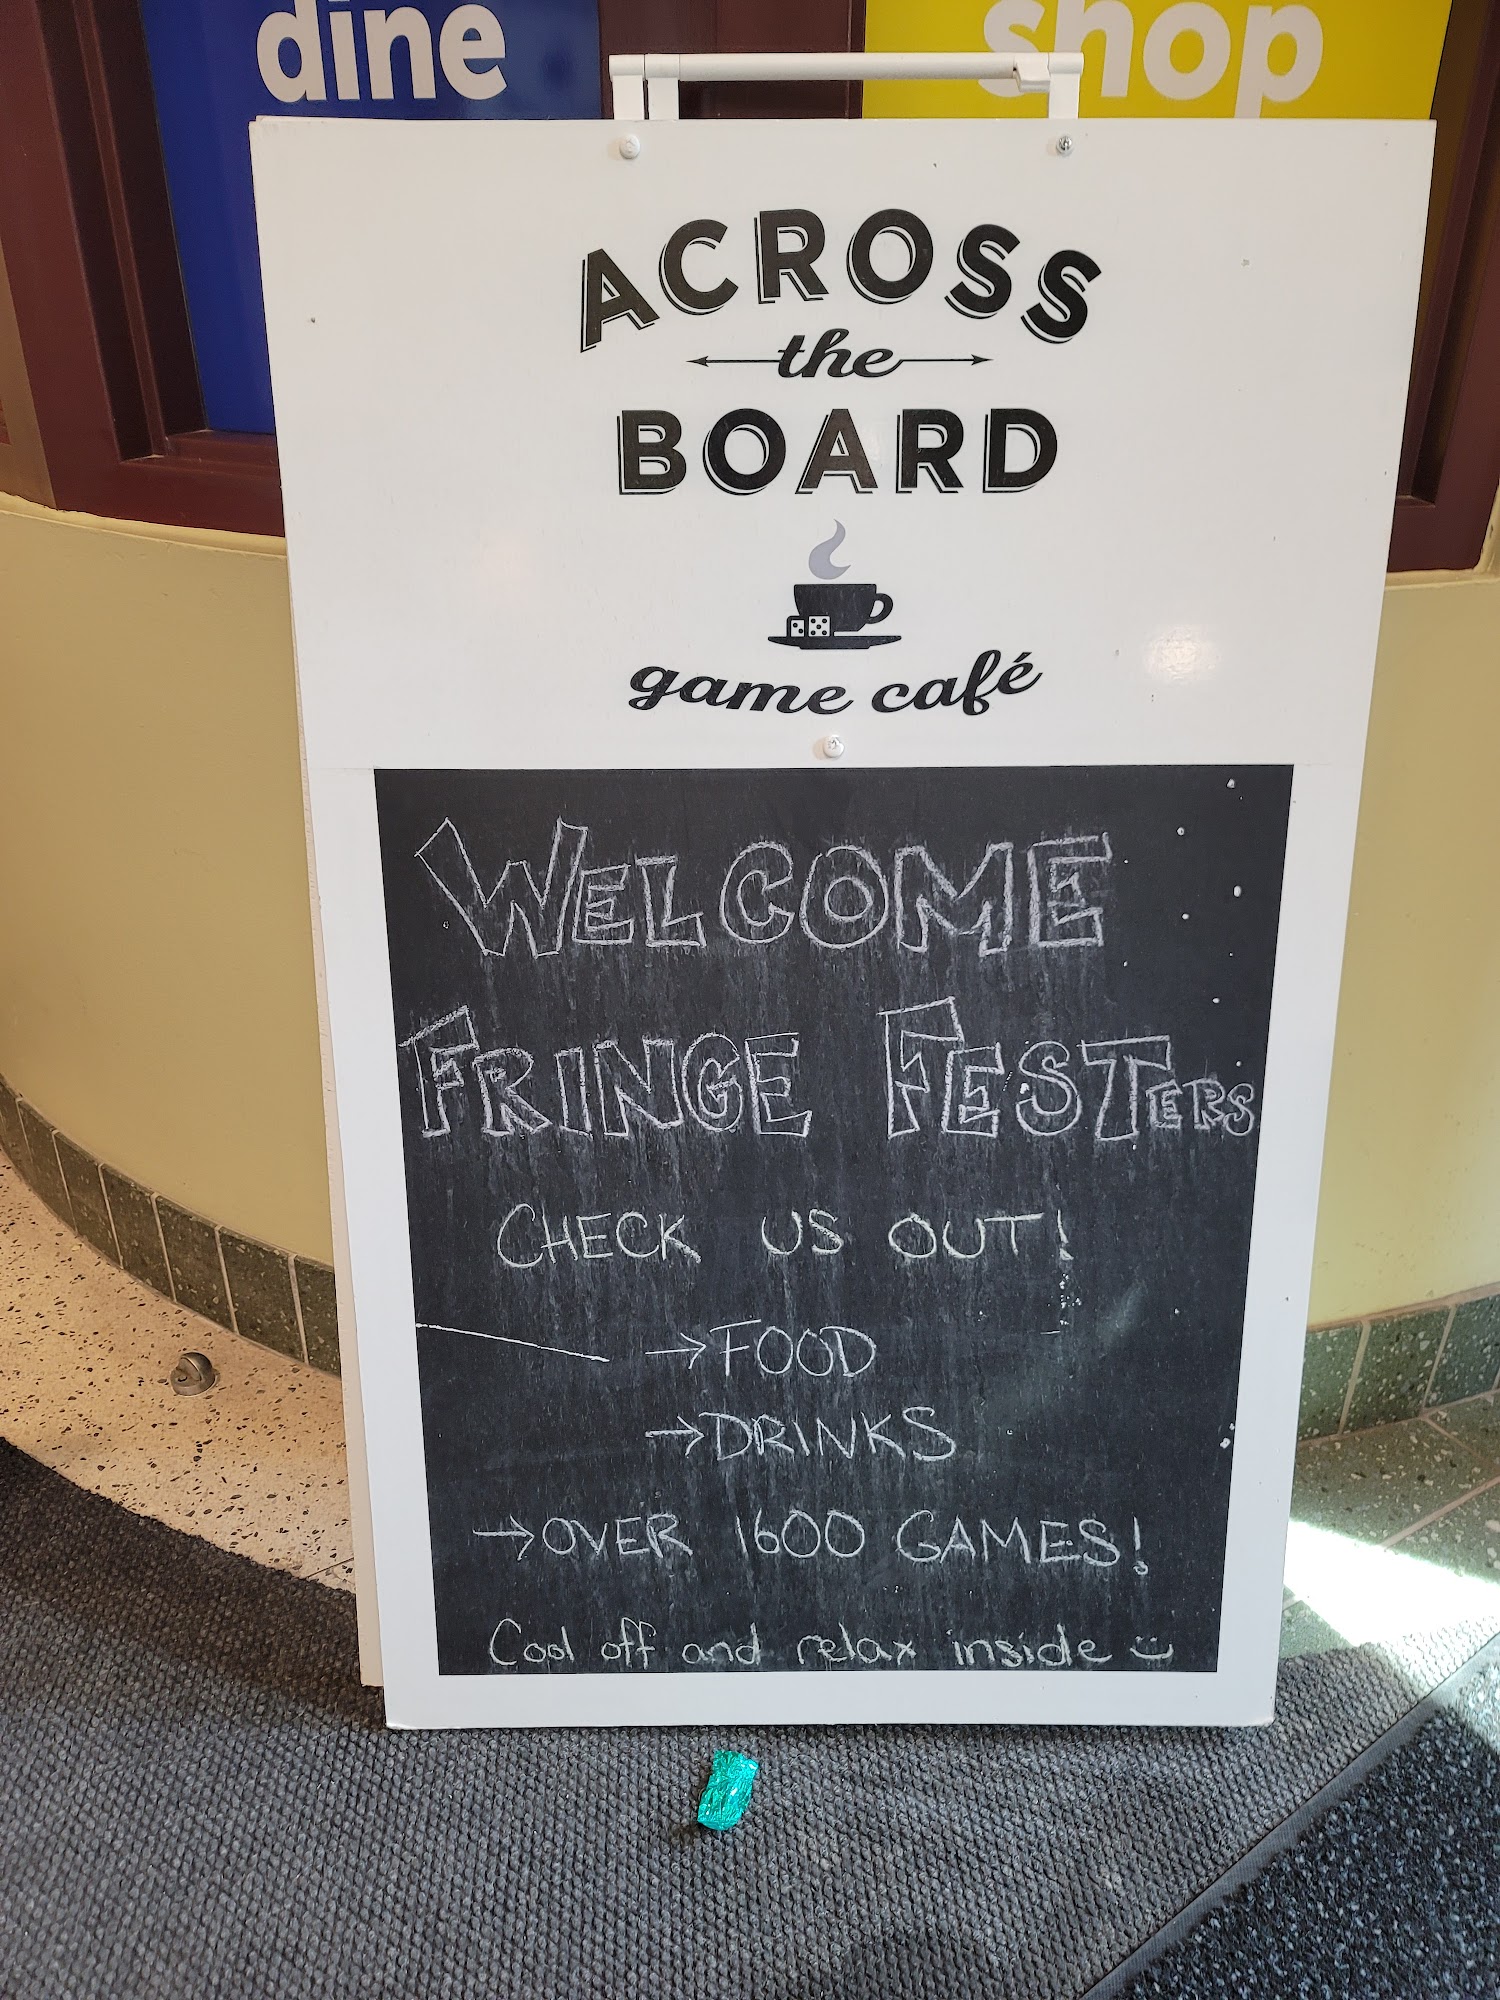 dine
shop
ACROSS
the
BOARD
game café
WELCOME
FRINGE FESTERS
CHECK US OUT!
→FOOD
→DRINKS
→OVER 1600 GAMES!
Cool off and relax inside